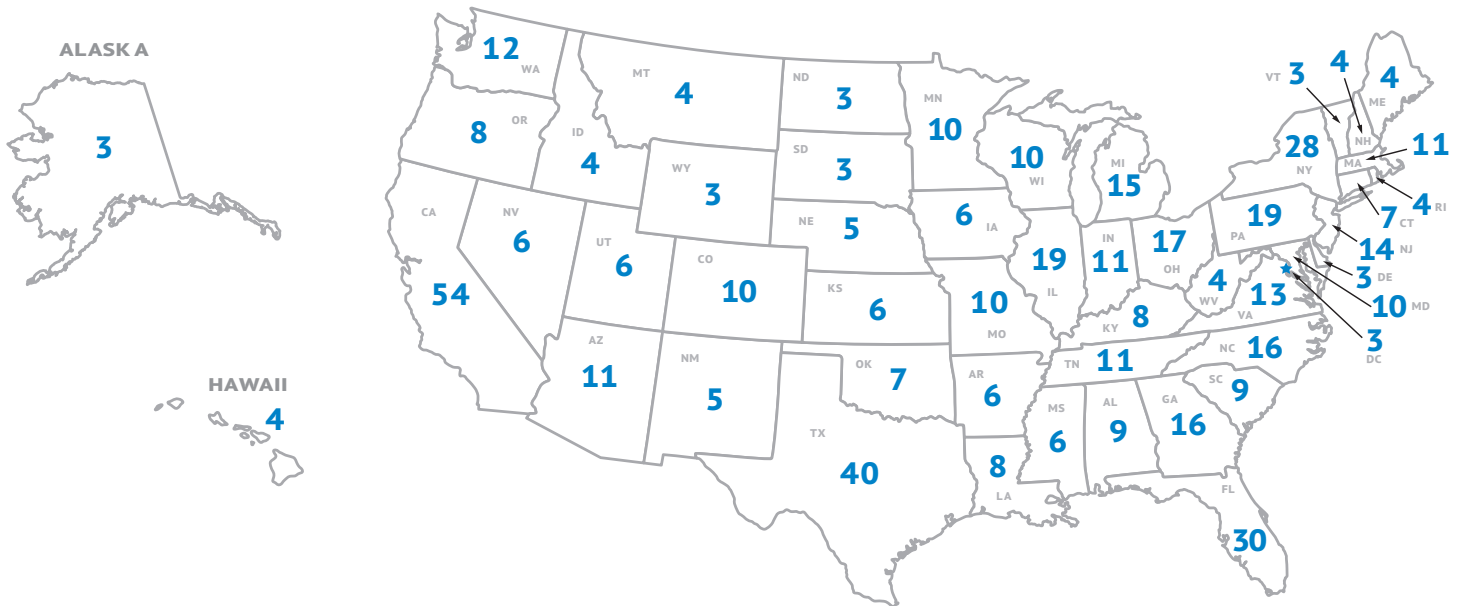 ALASKA
3
HAWAII
4
WA
12
OR
8
CA
54
NV
6
ID
4
MT
4
WY
3
UT
6
AZ
11
CO
10
NM
5
ND
3
SD
3
NE
5
KS
6
OK
7
TX
40
MN
10
IA
6
MO
10
AR
6
LA
8
WI
10
IL
19
MI
15
IN
11
OH
17
KY
8
TN
11
MS
6
AL
9
GA
16
FL
30
SC
9
NC
16
VA
13
WV
4
PA
19
NY
28
VT
3
NH
4
ME
4
MA
11
RI
4
CT
7
NJ
14
DE
3
MD
10
DC
3